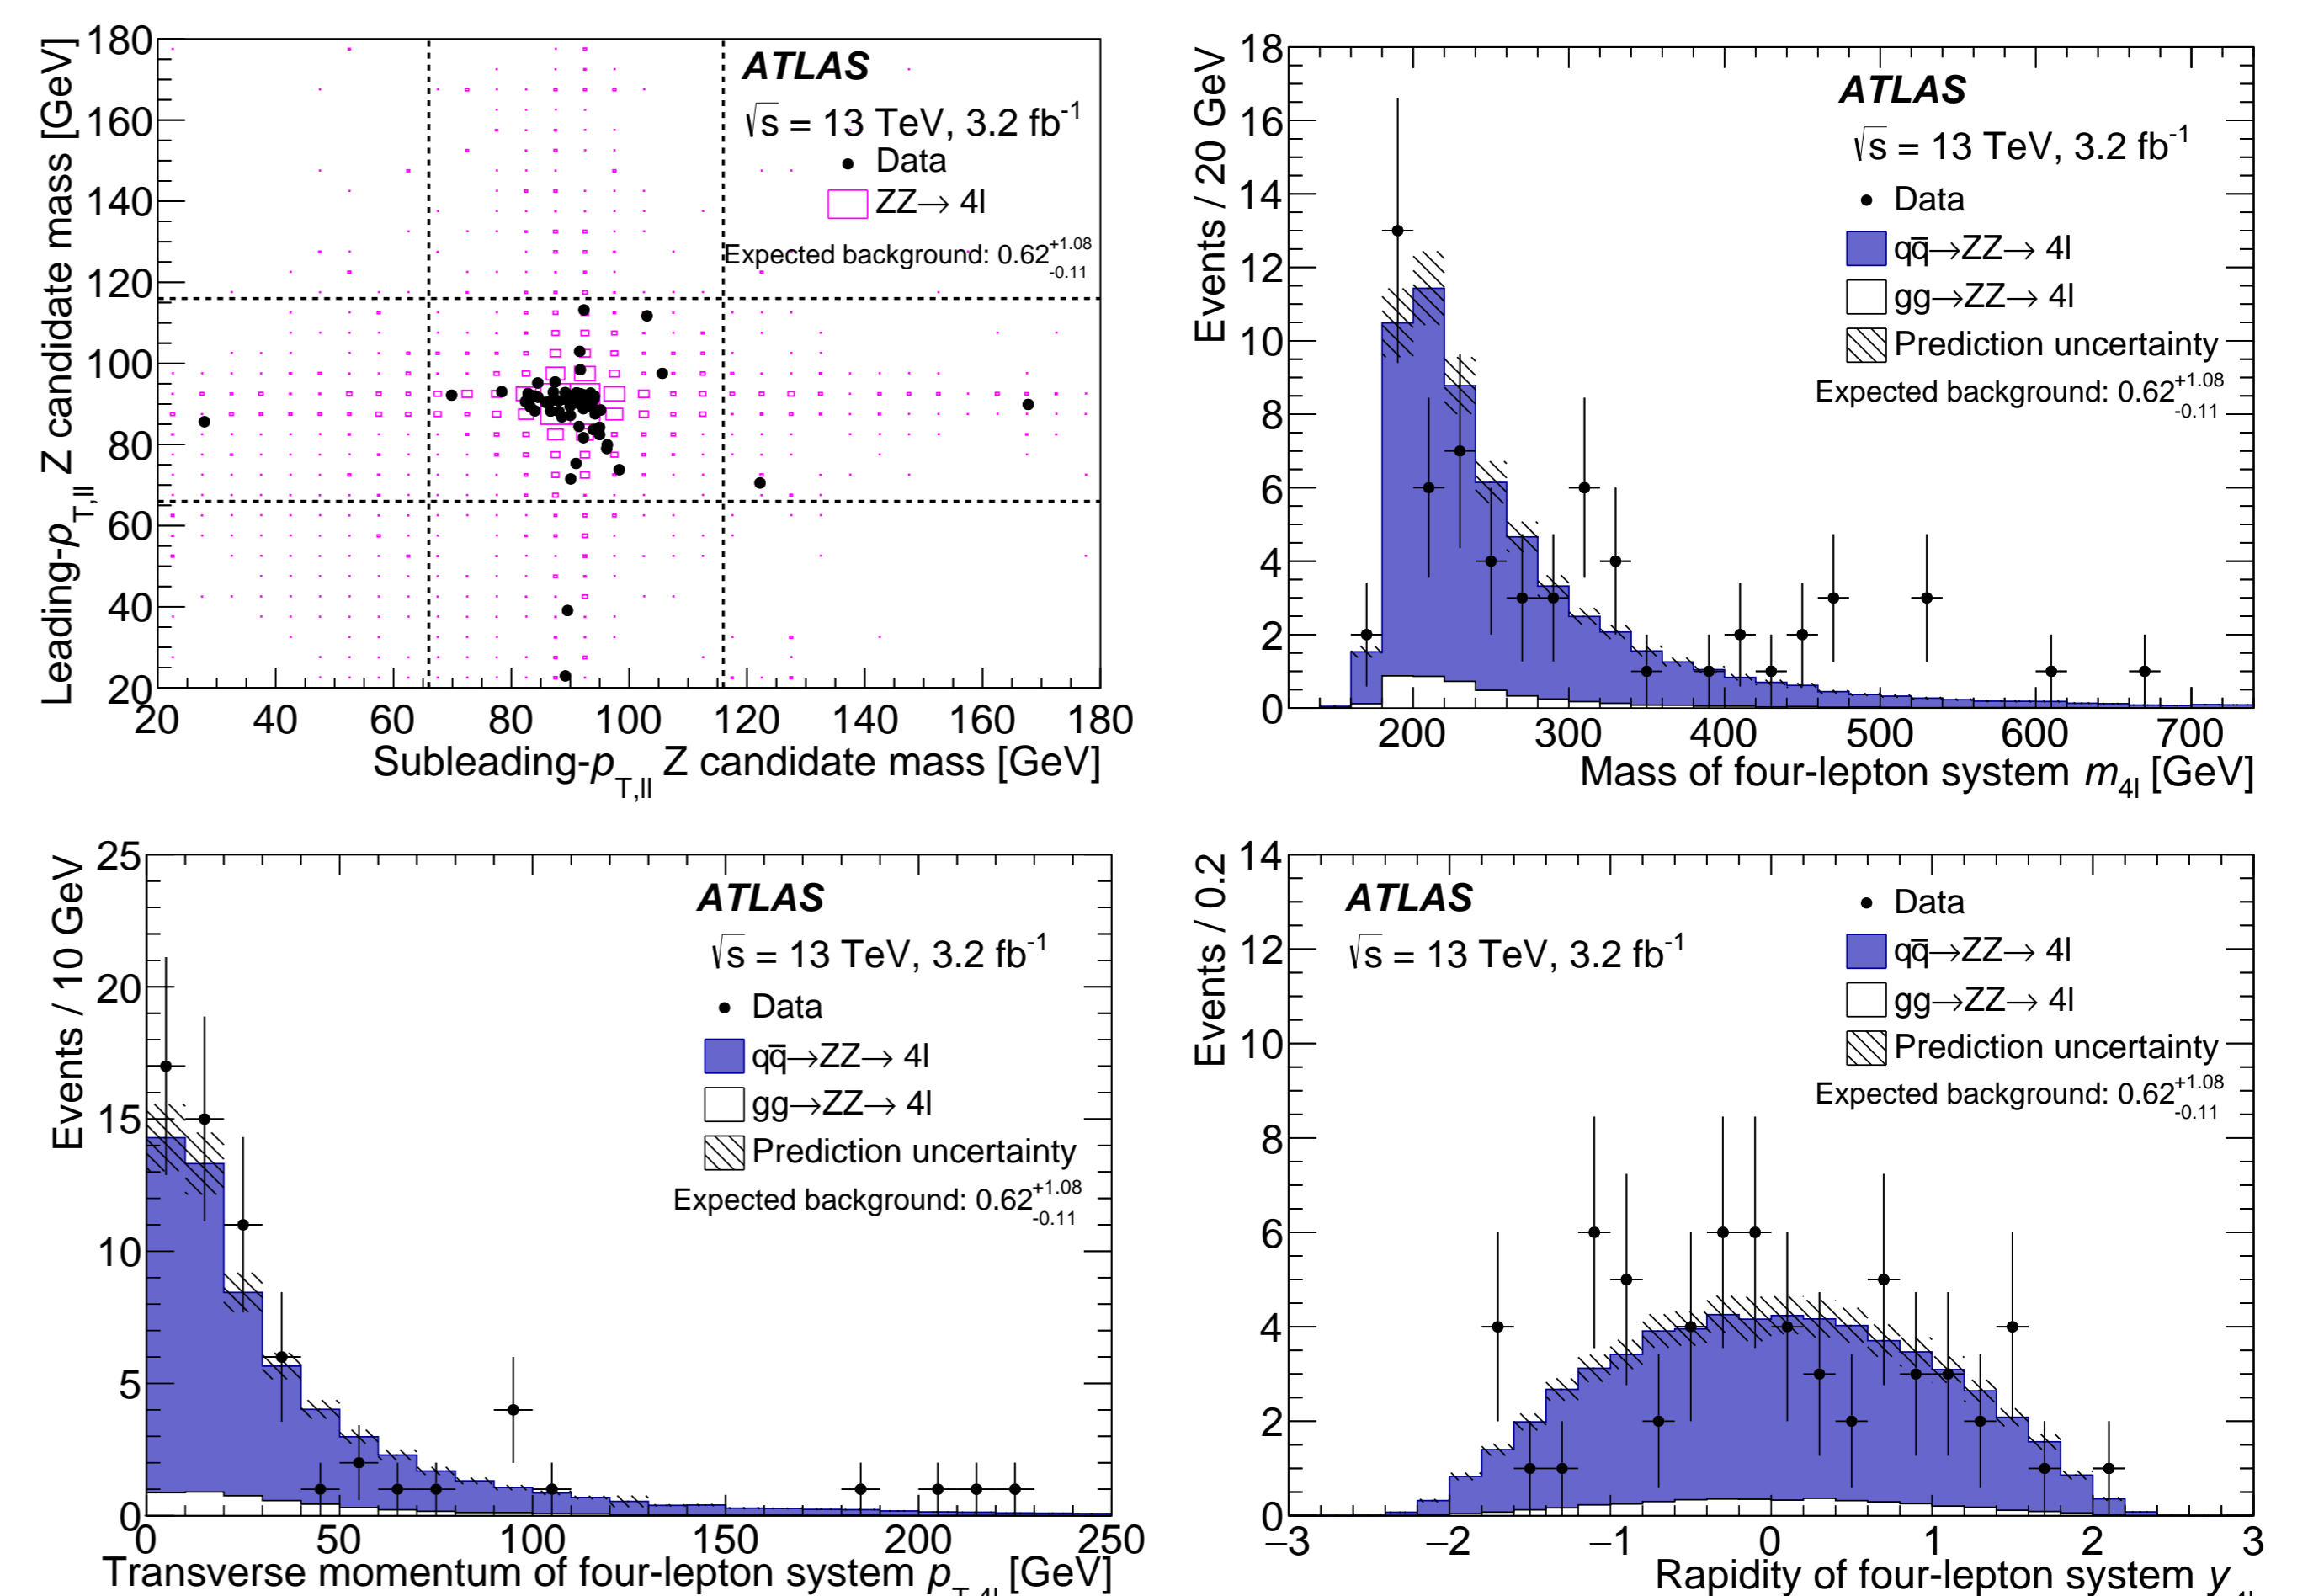 Leading-pT,ll Z candidate mass [GeV]
180
160
140
120
100
80
60
40
20
ATLAS
√s = 13 TeV, 3.2 fb-1
Data
ZZ→ 4l
Expected background: 0.62 +1.08 -0.11
20 40 60 80 100 120 140 160 180
Subleading-pT,ll Z candidate mass [GeV]
Events / 20 GeV
18
16
14
12
10
8
6
4
2
0
ATLAS
√s = 13 TeV, 3.2 fb-1
Data
qq̄→ZZ→ 4l
gg→ZZ→ 4l
Prediction uncertainty
Expected background: 0.62 +1.08 -0.11
200 300 400 500 600 700
Mass of four-lepton system m4l [GeV]
Events / 10 GeV
25
20
15
10
5
0
ATLAS
√s = 13 TeV, 3.2 fb-1
Data
qq̄→ZZ→ 4l
gg→ZZ→ 4l
Prediction uncertainty
Expected background: 0.62 +1.08 -0.11
0 50 100 150 200 250
Transverse momentum of four-lepton system pT,4l [GeV]
Events / 0.2
14
12
10
8
6
4
2
0
ATLAS
√s = 13 TeV, 3.2 fb-1
Data
qq̄→ZZ→ 4l
gg→ZZ→ 4l
Prediction uncertainty
Expected background: 0.62 +1.08 -0.11
−3 −2 −1 0 1 2 3
Rapidity of four-lepton system y4l